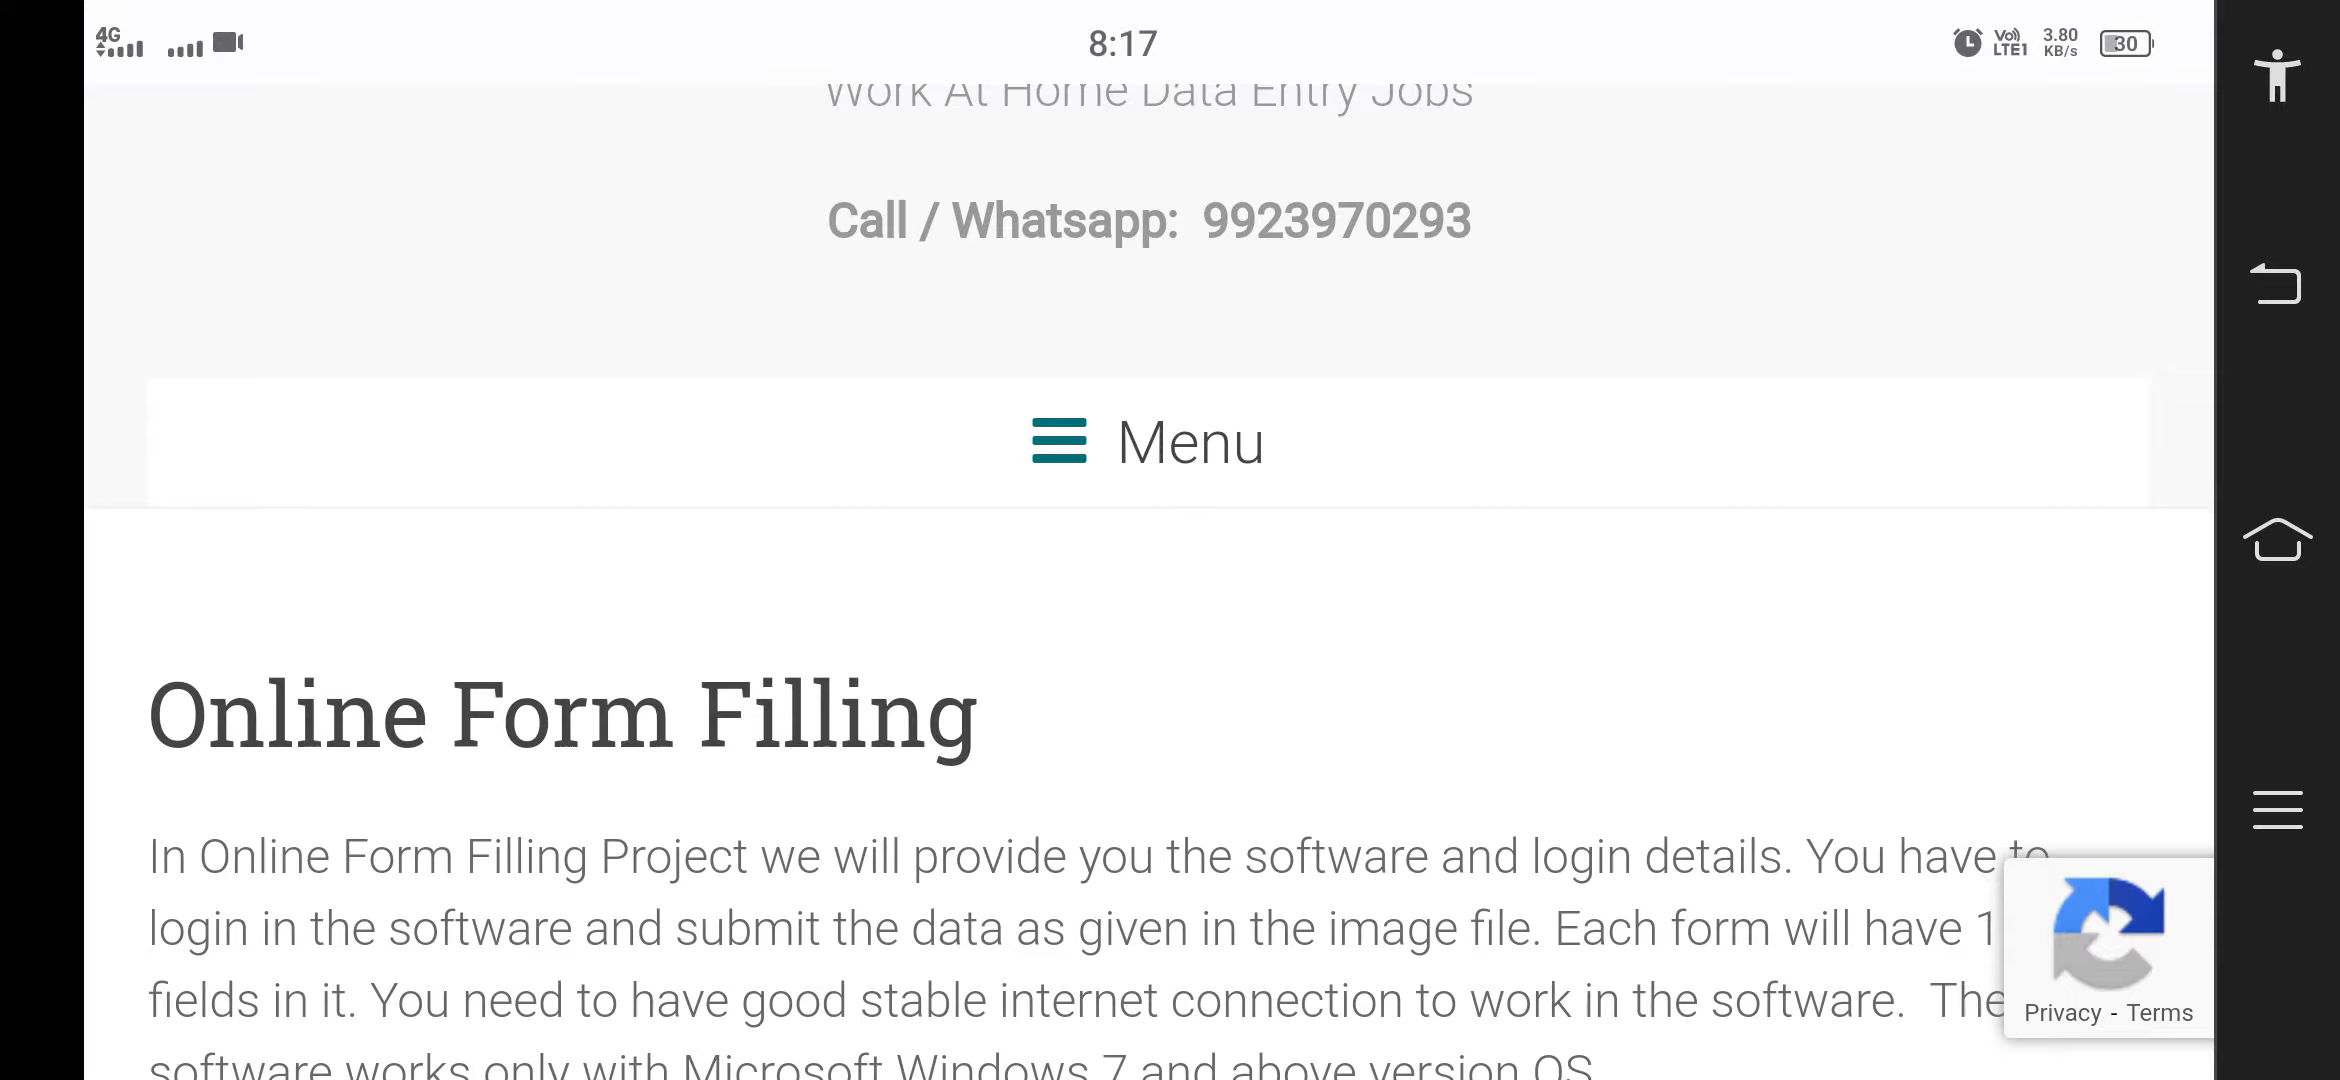 4G
8:17
Vo)
LTE1
3.80
KB/s
30
Work At Home Data Entry Jobs
Call / Whatsapp: 9923970293
Menu
Online Form Filling
In Online Form Filling Project we will provide you the software and login details. You have to
login in the software and submit the data as given in the image file. Each form will have 1
fields in it. You need to have good stable internet connection to work in the software. The
software works only with Microsoft Windows 7 and above version OS
Privacy - Terms